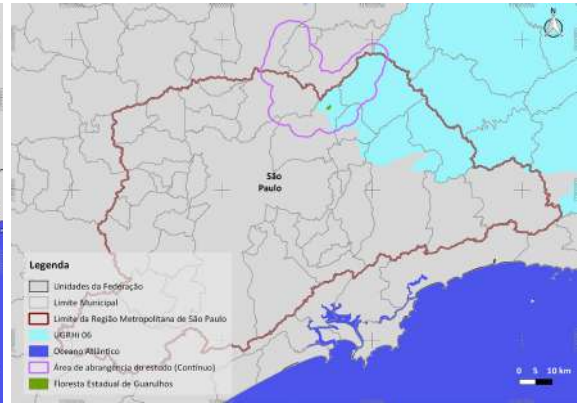 N
São
Paulo
Legenda
Unidades da Federação
Limite Municipal
Limite da Região Metropolitana de São Paulo
UGRHI 06
Oceano Atlântico
Área de abrangência do estudo (Contínuo)
Floresta Estadual de Guarulhos
0 5 10 km